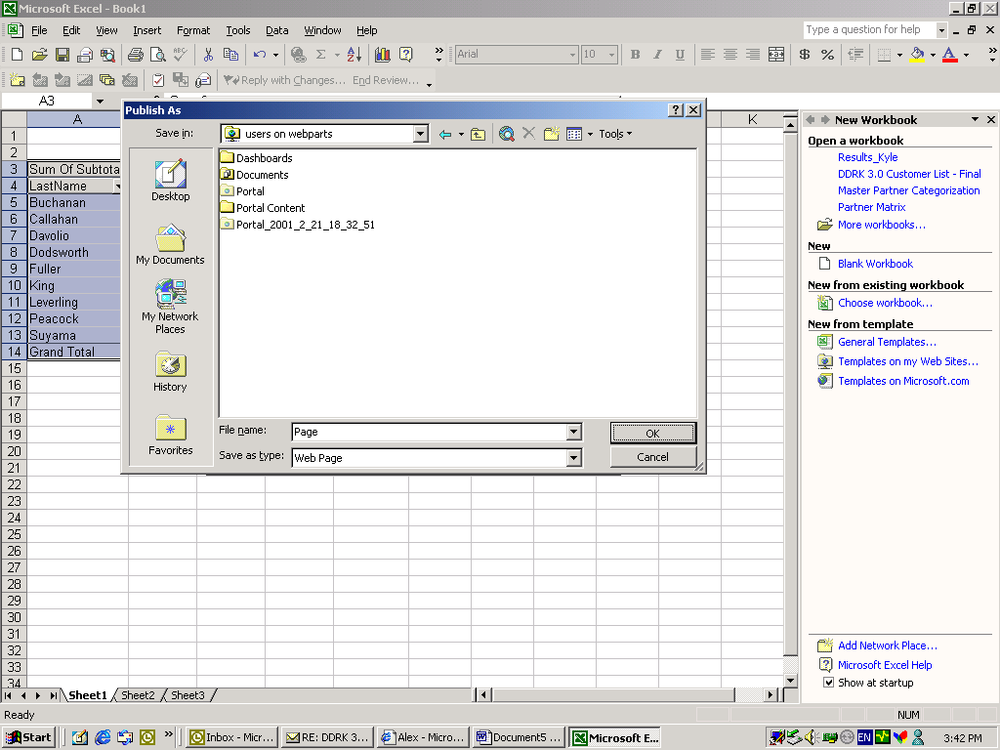 Microsoft Excel - Book1
File Edit View Insert Format Tools Data Window Help
Type a question for help
Arial 10 B I U $ %
Reply with Changes... End Review...
A3
Publish As
Save in: users on webparts Tools
Desktop
My Documents
My Network Places
History
Favorites
Dashboards
Documents
Portal
Portal Content
Portal_2001_2_21_18_32_51
File name: Page OK
Save as type: Web Page Cancel
A K
1
2
3 Sum Of Subtota
4 LastName
5 Buchanan
6 Callahan
7 Davolio
8 Dodsworth
9 Fuller
10 King
11 Leverling
12 Peacock
13 Suyama
14 Grand Total
15
16
17
18
19
20
21
22
23
24
25
26
27
28
29
30
31
32
33
34
New Workbook
Open a workbook
Results_Kyle
DDRK 3.0 Customer List - Final
Master Partner Categorization
Partner Matrix
More workbooks...
New
Blank Workbook
New from existing workbook
Choose workbook...
New from template
General Templates...
Templates on my Web Sites...
Templates on Microsoft.com
Add Network Place...
Microsoft Excel Help
Show at startup
Sheet1 Sheet2 Sheet3
Ready NUM
Start Inbox - Micr... RE: DDRK 3... Alex - Micro... Document5 ... Microsoft E... EN 3:42 PM